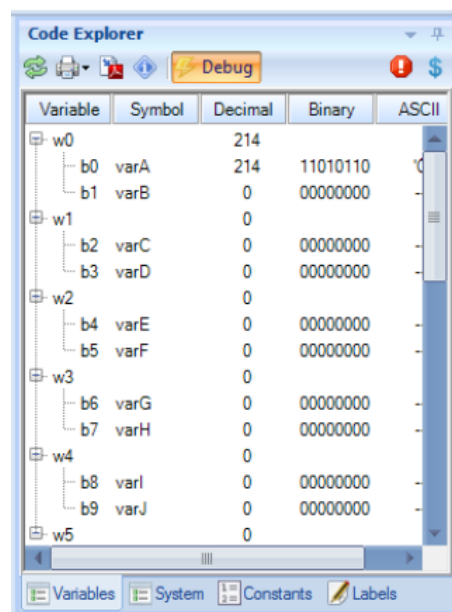 Code Explorer
Debug
Variable Symbol Decimal Binary ASCII
w0 214
b0 varA 214 11010110
b1 varB 0 00000000
w1 0
b2 varC 0 00000000 --
b3 varD 0 00000000 --
w2 0
b4 varE 0 00000000 --
b5 varF 0 00000000 --
w3 0
b6 varG 0 00000000 --
b7 varH 0 00000000 --
w4 0
b8 varI 0 00000000 --
b9 varJ 0 00000000 --
w5 0
Variables System Constants Labels